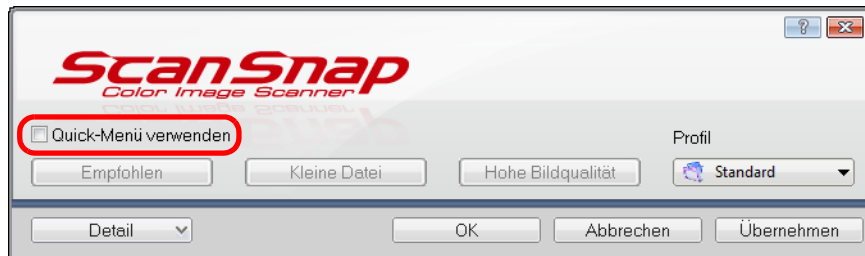 ?
ScanSnap
Color Image Scanner
Quick-Menü verwenden
Profil
Empfohlen Kleine Datei Hohe Bildqualität Standard
Detail OK Abbrechen Übernehmen